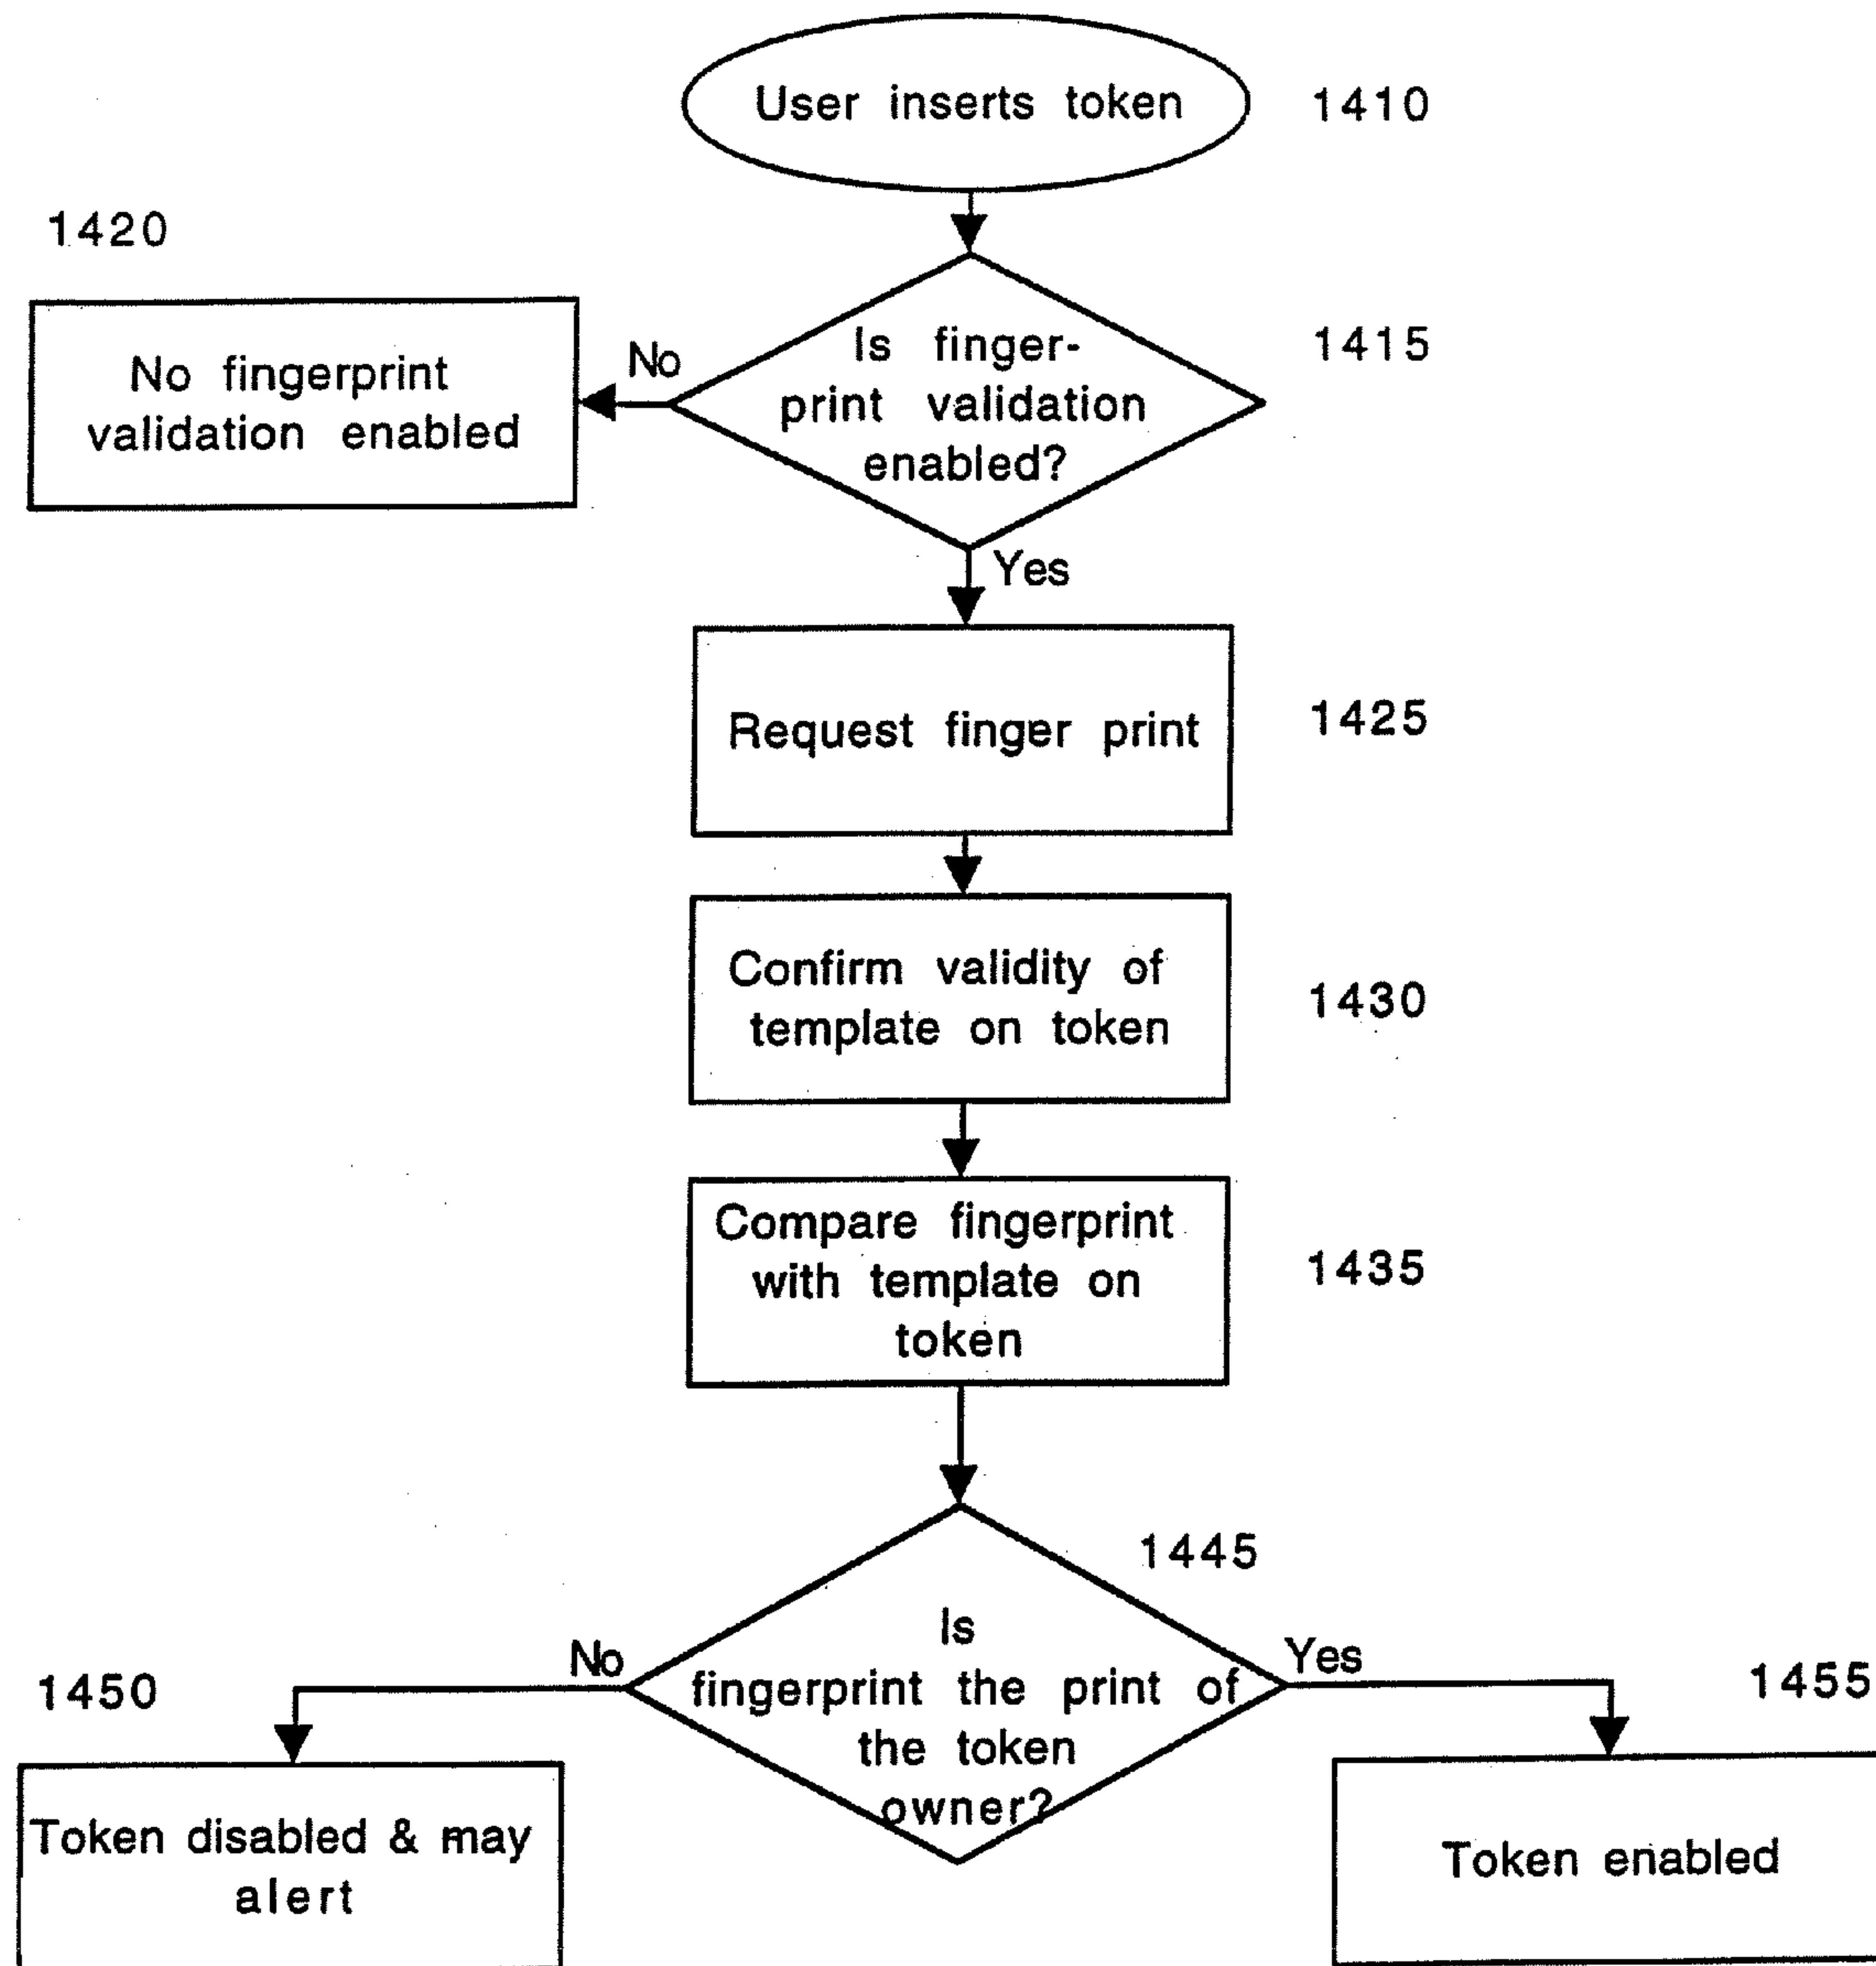 User inserts token
1410
1420
Is finger-
print validation
enabled?
1415
No
No fingerprint
validation enabled
Yes
Request finger print
1425
Confirm validity of
template on token
1430
Compare fingerprint
with template on
token
1435
1445
Is
fingerprint the print of
the token
owner?
No
Yes
1450
1455
Token disabled & may
alert
Token enabled